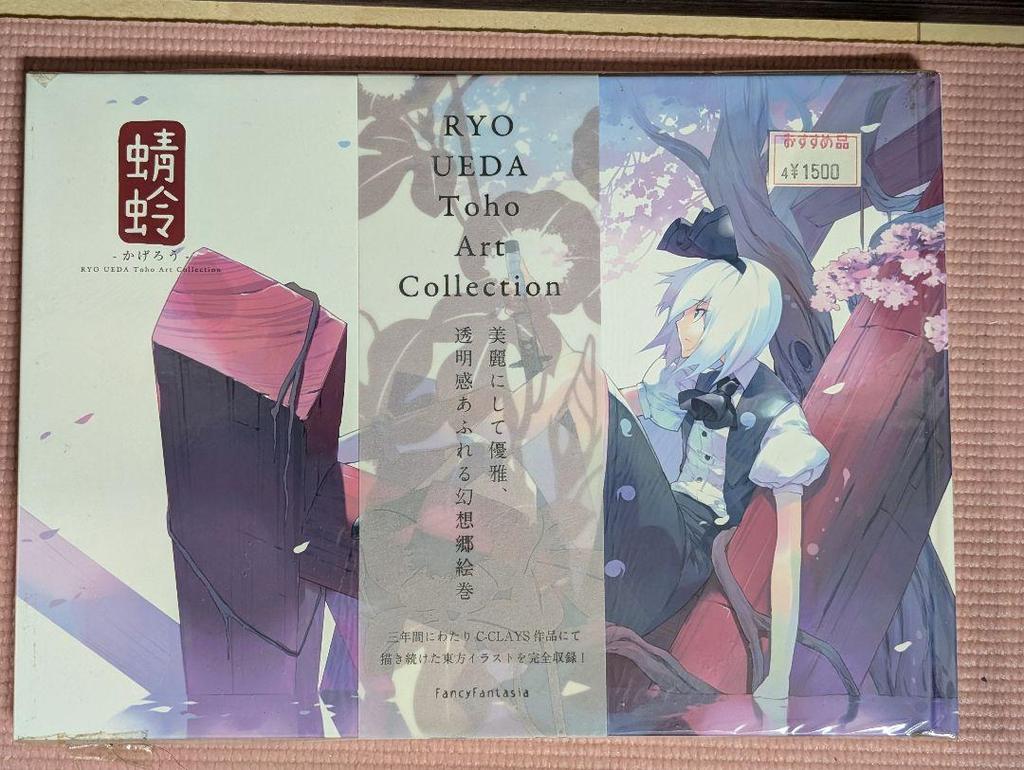 蜻蛉
- かげろう -
RYO UEDA Toho Art Collection
RYO
UEDA
Toho
Art
Collection
美麗にして優雅、
透明感あふれる幻想郷絵巻
三年間にわたりC-CLAYS作品にて
描き続けた東方イラストを完全収録！
FancyFantasia
おすすめ品
4¥1500